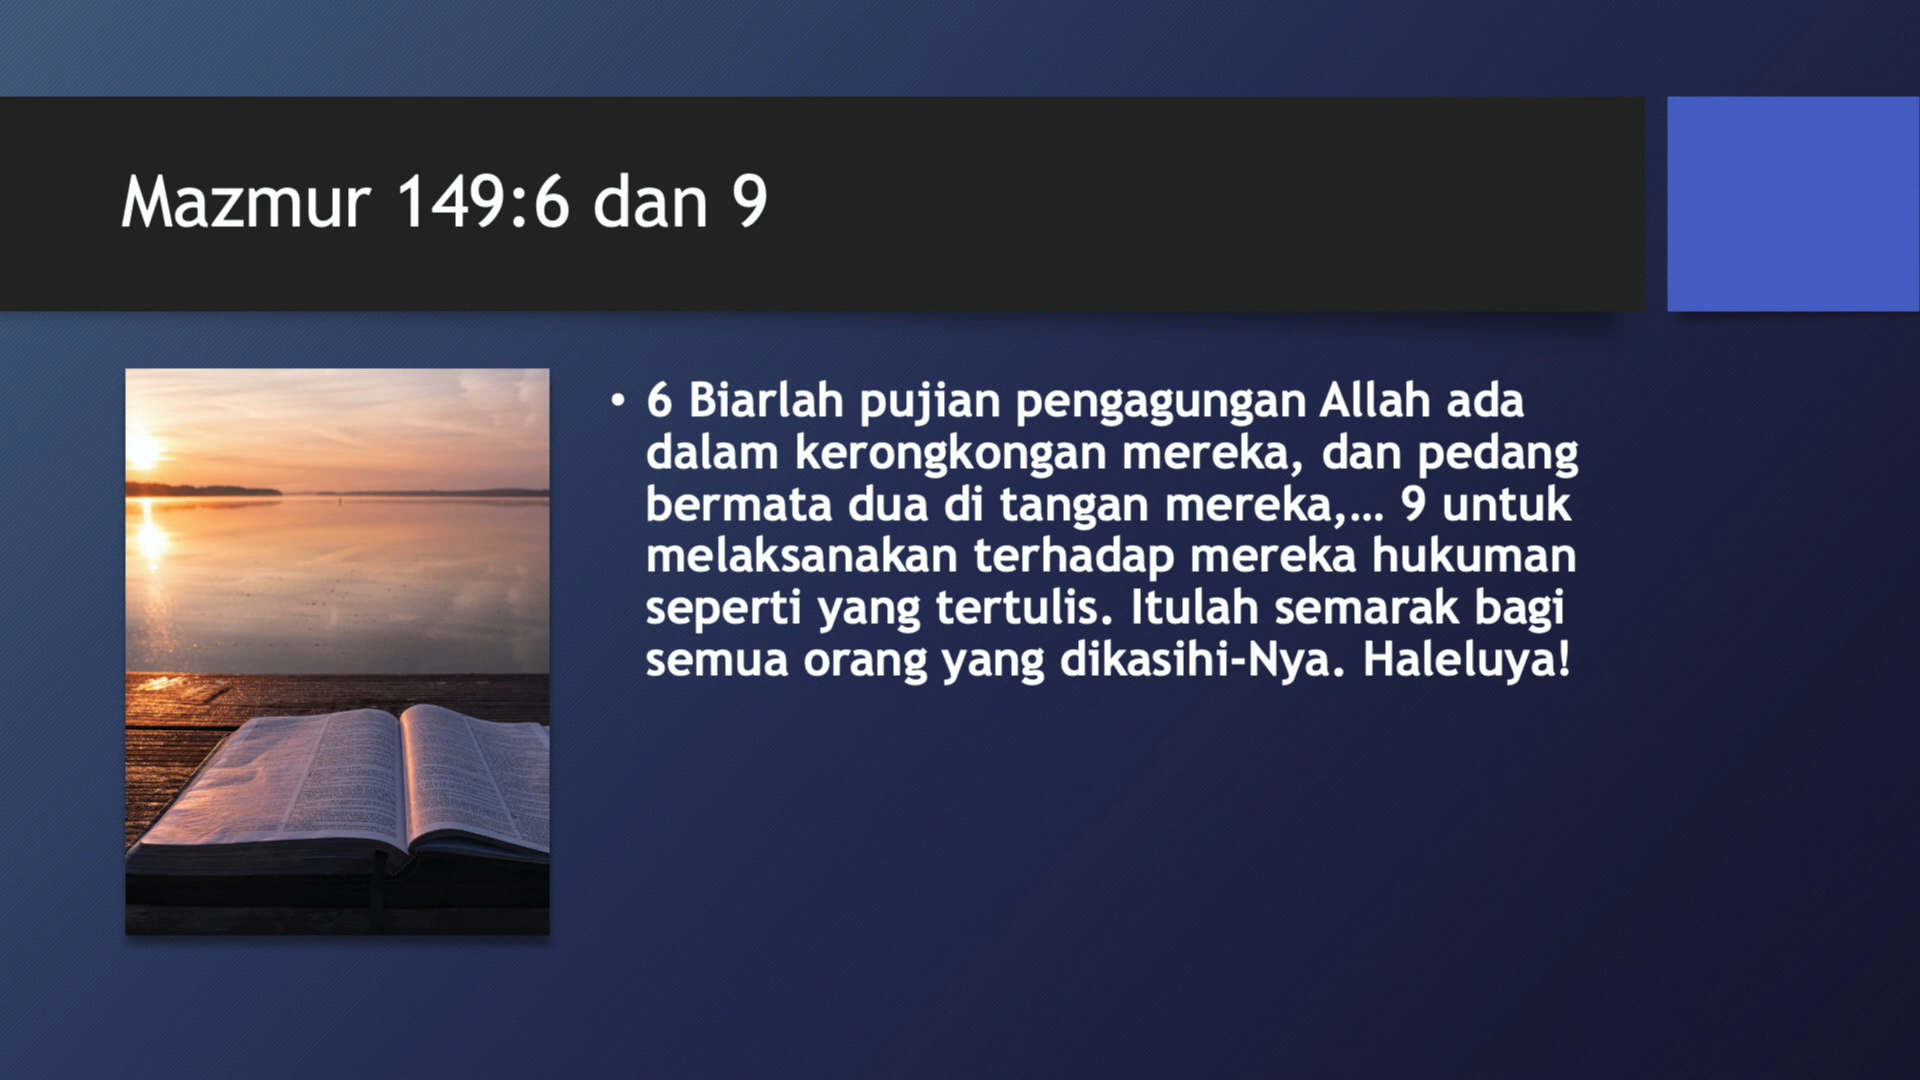 Mazmur 149:6 dan 9
• 6 Biarlah pujian pengagungan Allah ada
dalam kerongkongan mereka, dan pedang
bermata dua di tangan mereka,... 9 untuk
melaksanakan terhadap mereka hukuman
seperti yang tertulis. Itulah semarak bagi
semua orang yang dikasihi-Nya. Haleluya!